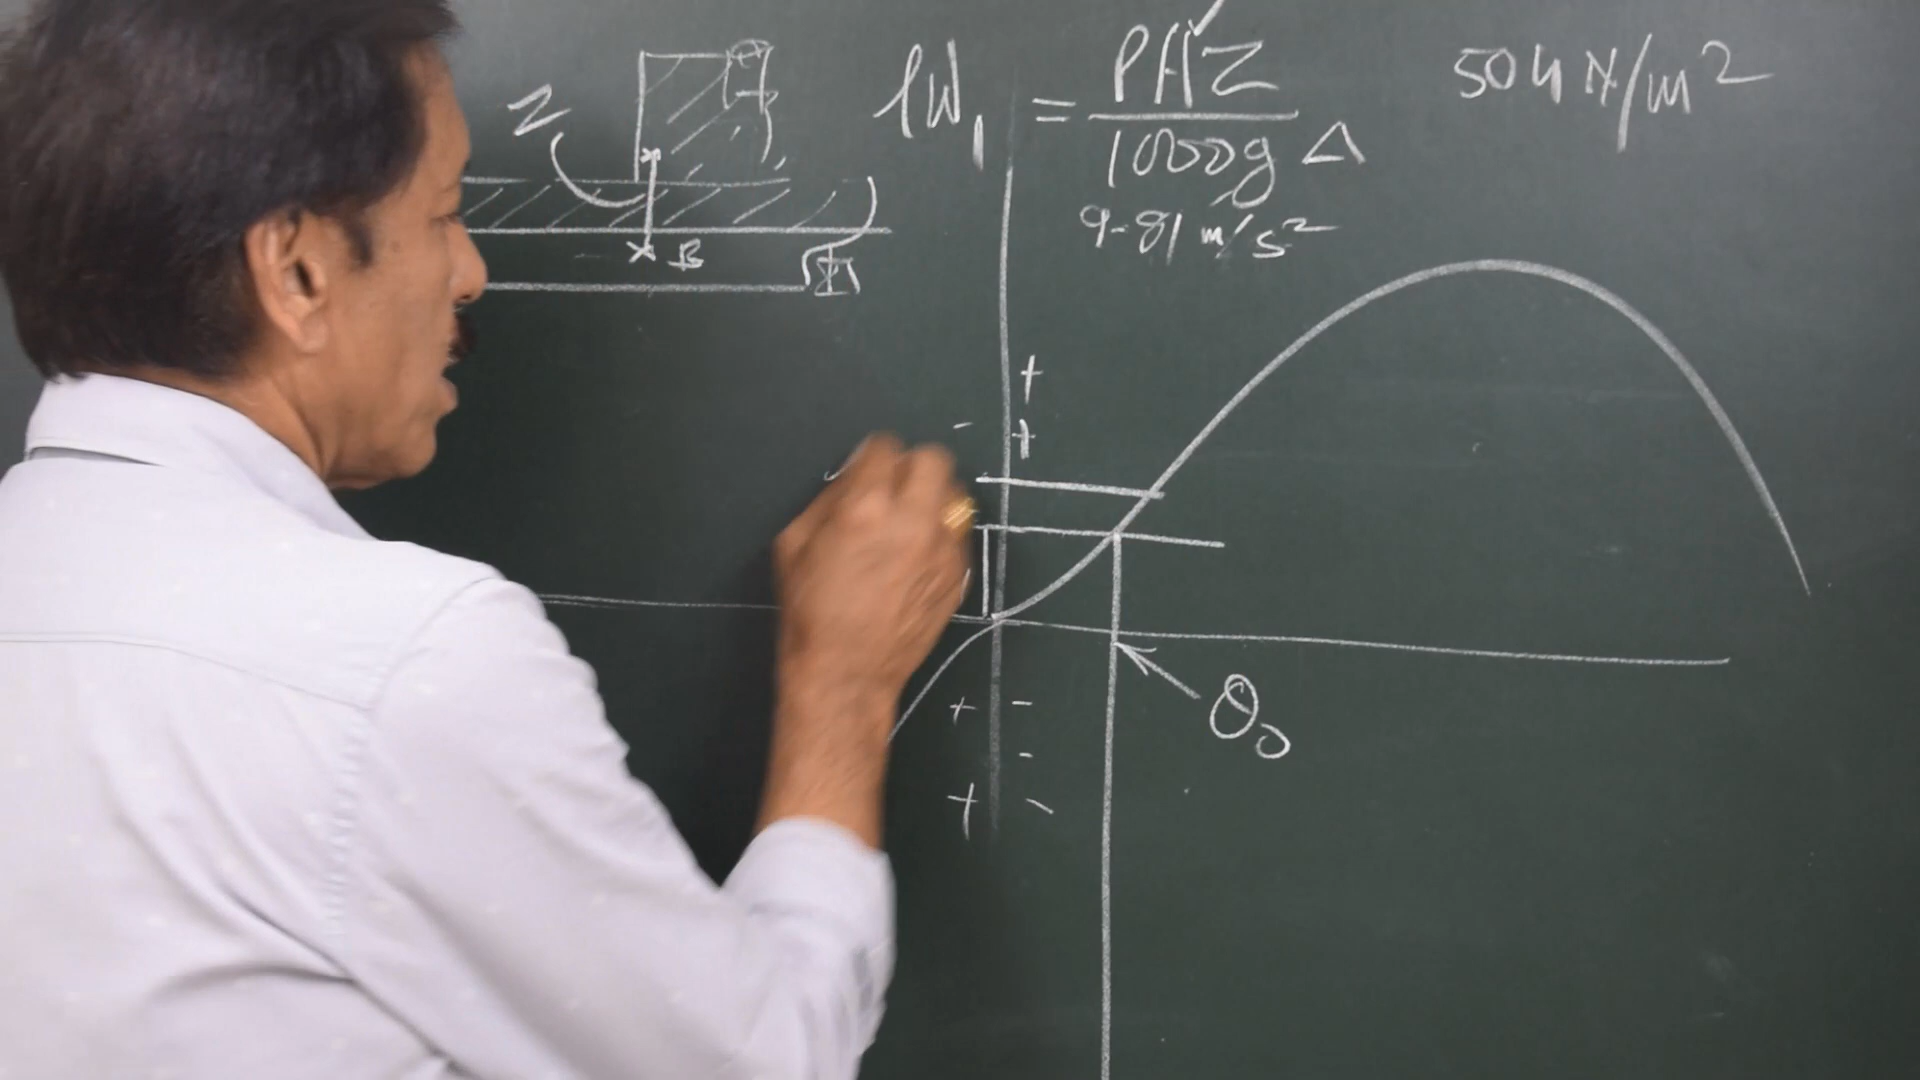 Z
B
lW₁ = PAZ / 1000g Δ
9.81 m/s²
504 N/m²
+
- +
+ -
-
+ -
θ₀